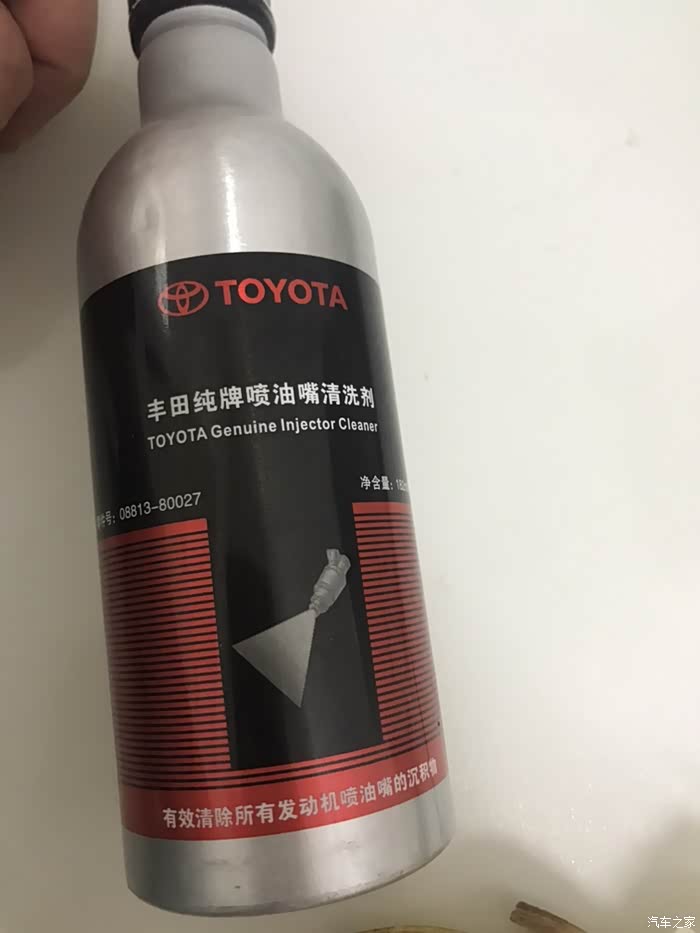 TOYOTA
丰田纯牌喷油嘴清洗剂
TOYOTA Genuine Injector Cleaner
净含量:
件号: 08813-80027
有效清除所有发动机喷油嘴的沉积物
汽车之家